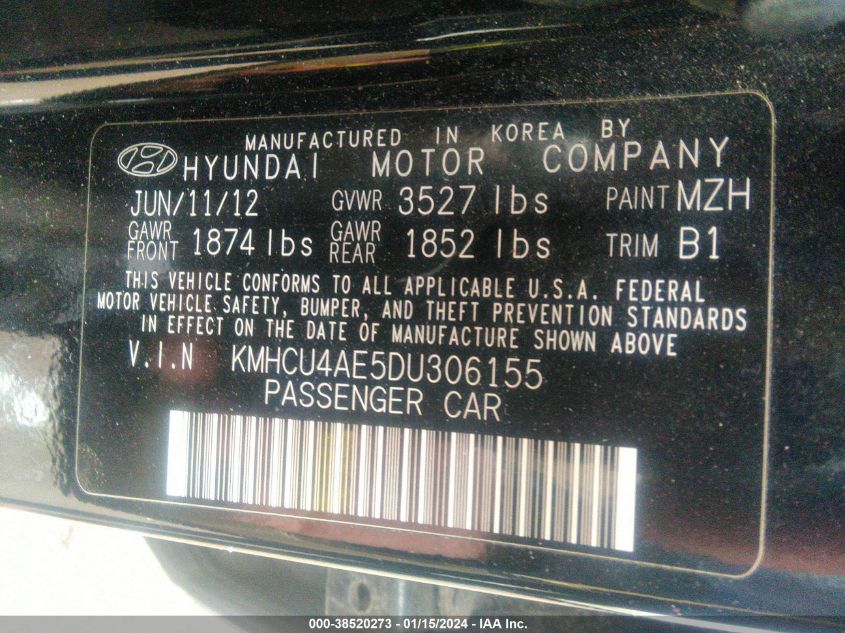 MANUFACTURED IN KOREA BY
HYUNDAI MOTOR COMPANY
JUN/11/12 GVWR 3527 lbs PAINT MZH
GAWR FRONT 1874 lbs GAWR REAR 1852 lbs TRIM B1
THIS VEHICLE CONFORMS TO ALL APPLICABLE U.S.A. FEDERAL
MOTOR VEHICLE SAFETY, BUMPER, AND THEFT PREVENTION STANDARDS
IN EFFECT ON THE DATE OF MANUFACTURE SHOWN ABOVE
V.I.N KMHCU4AE5DU306155
PASSENGER CAR
000-38520273 - 01/15/2024 - IAAI.COM